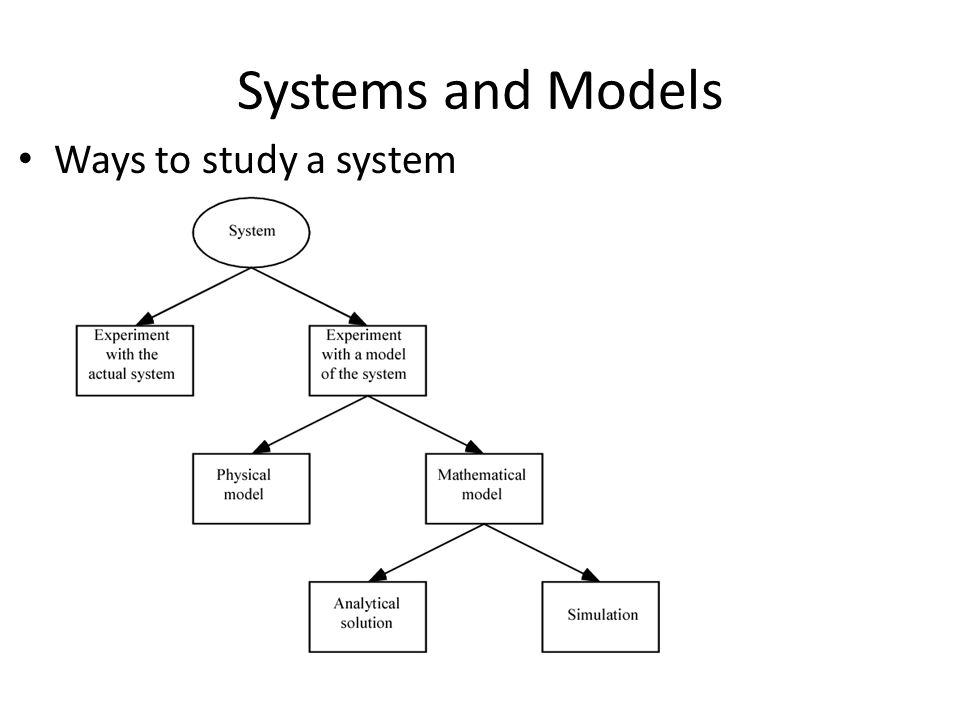 Systems and Models
• Ways to study a system
System
Experiment
with the
actual system
Experiment
with a model
of the system
Physical
model
Mathematical
model
Analytical
solution
Simulation